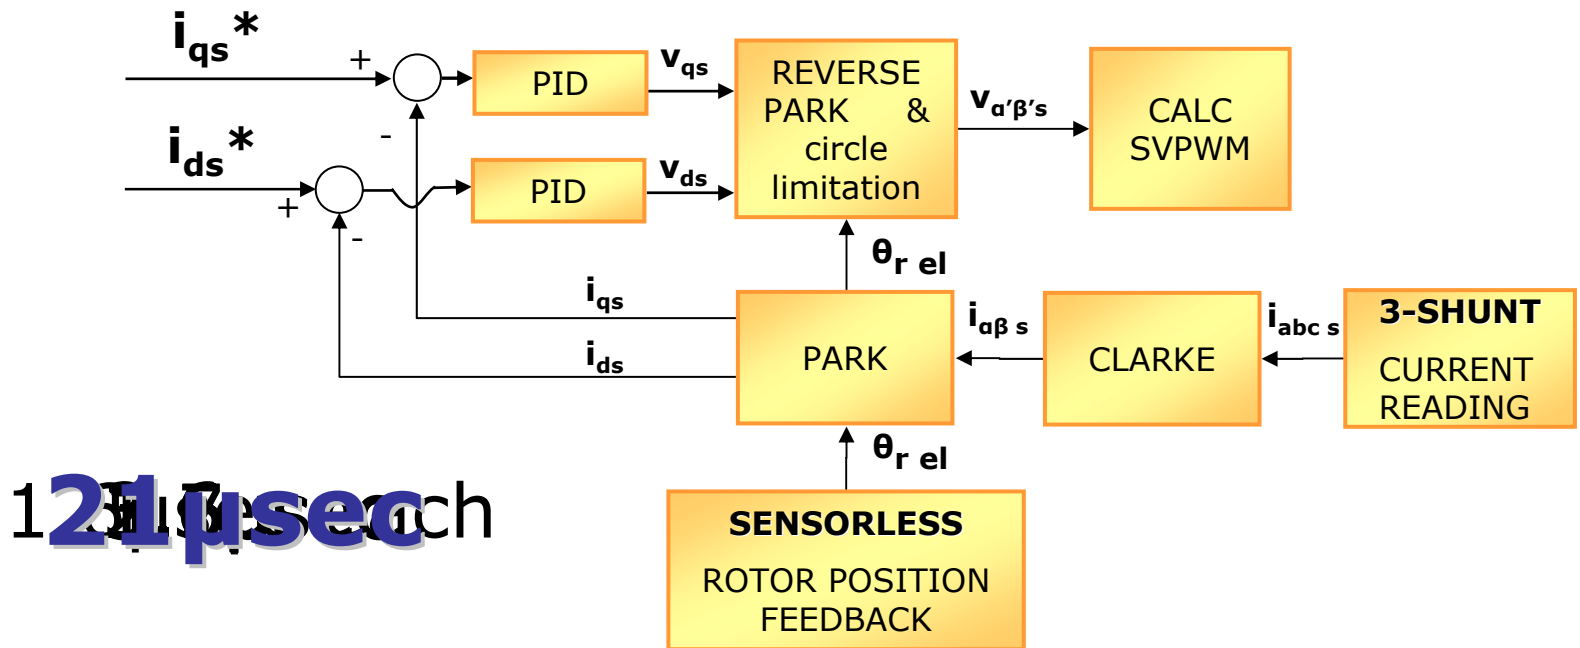 iqs*
+
PID
vqs
REVERSE
PARK &
circle
limitation
vα'β's
CALC
SVPWM
-
ids*
+
PID
vds
-
θr el
iqs
ids
PARK
iαβ s
CLARKE
iabc s
3-SHUNT
CURRENT
READING
θr el
21μsec
SENSORLESS
ROTOR POSITION
FEEDBACK